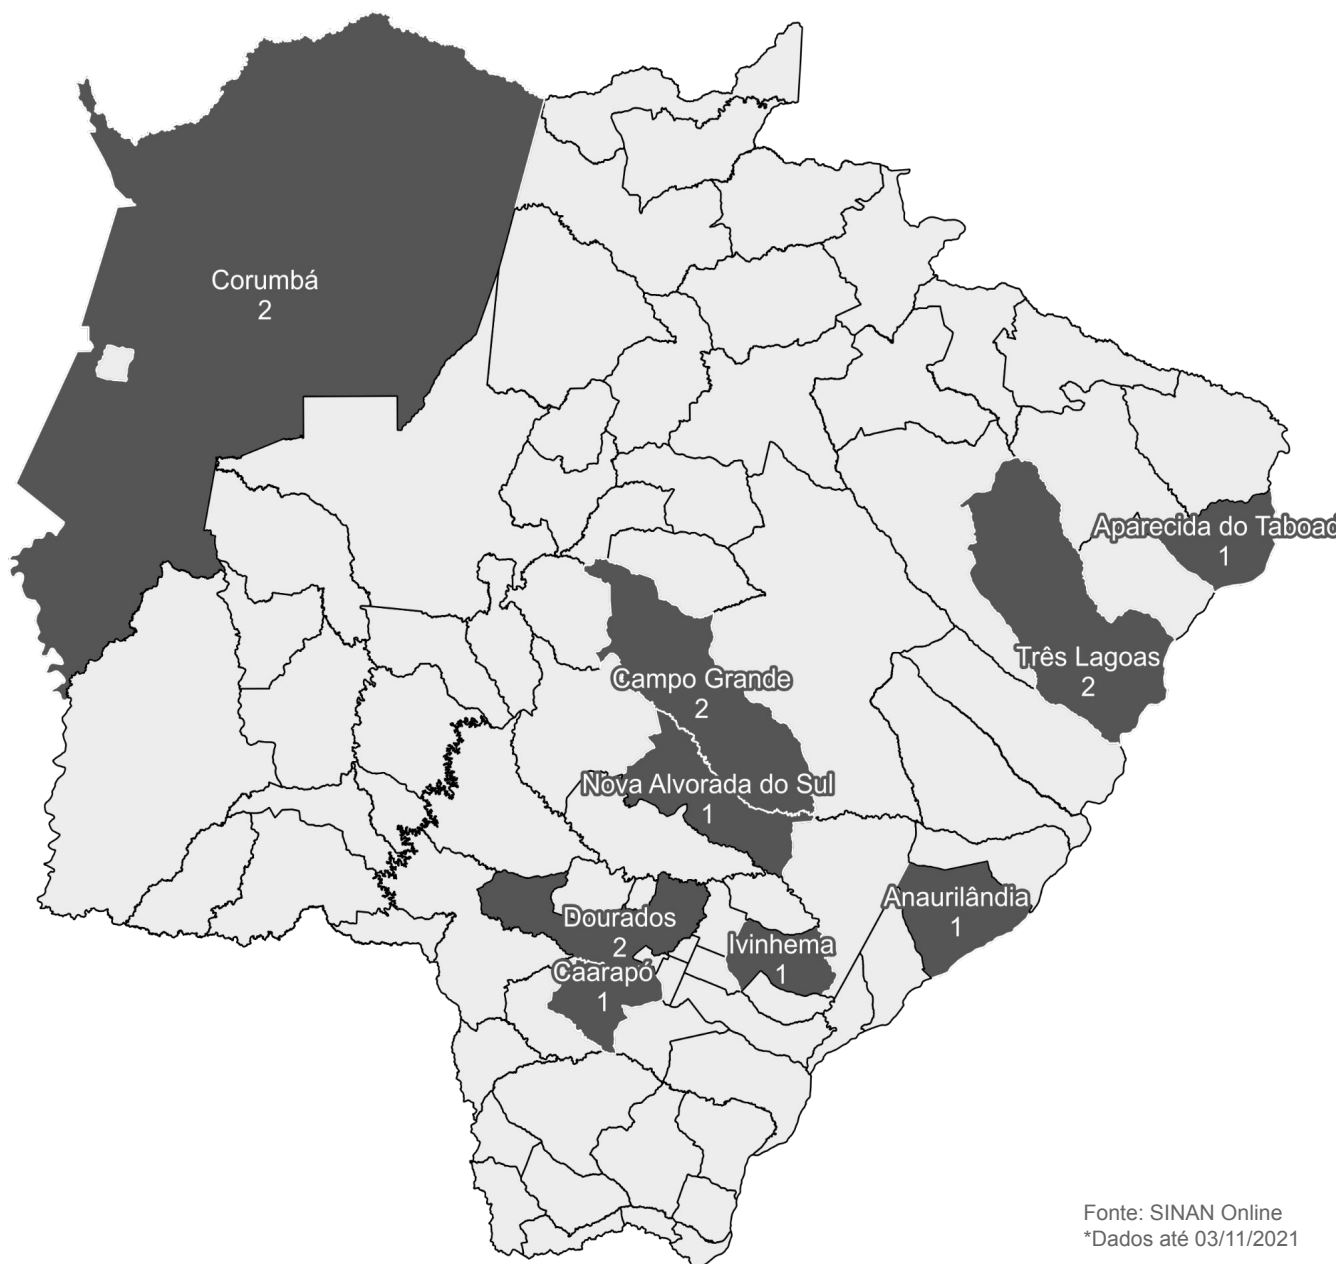 Corumbá
2
Aparecida do Taboad
1
Três Lagoas
2
Campo Grande
2
Nova Alvorada do Sul
1
Anaurilândia
1
Dourados
2
Ivinhema
1
Caarapó
1
Fonte: SINAN Online
*Dados até 03/11/2021